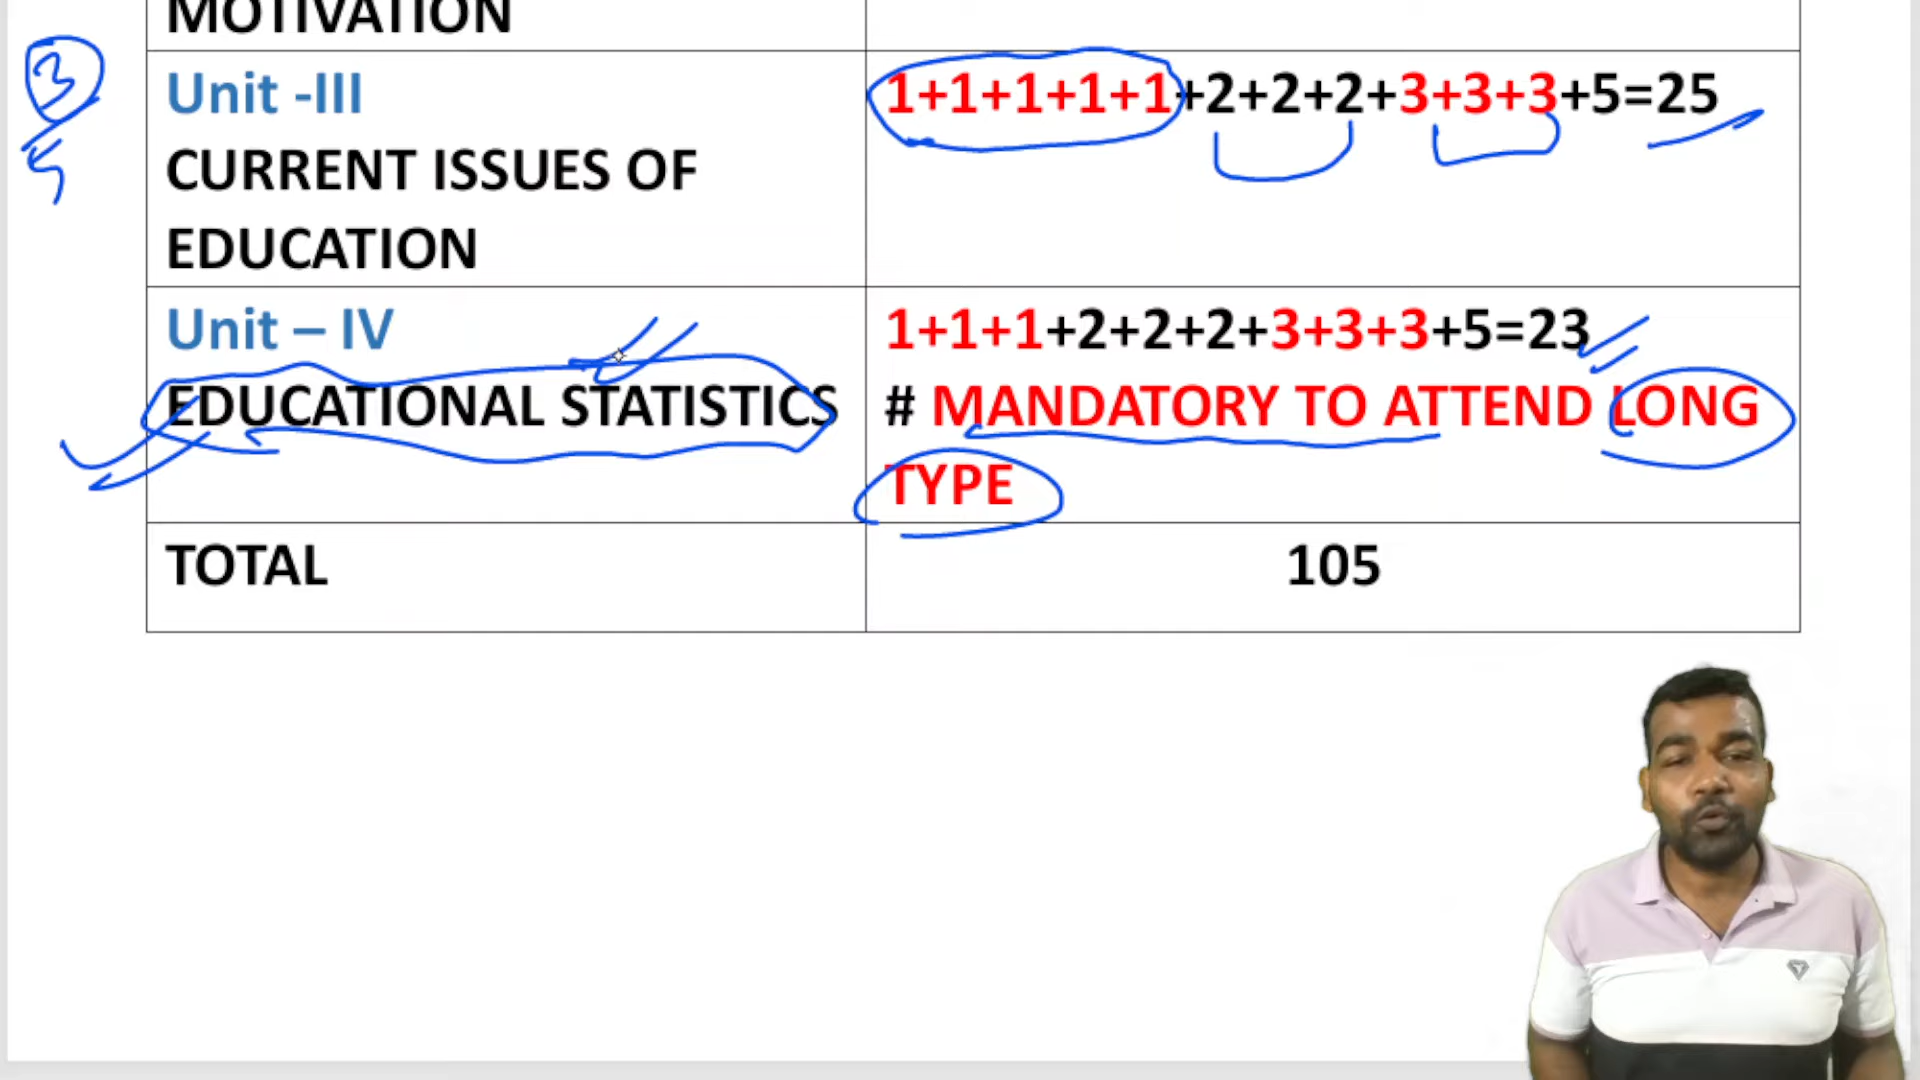 MOTIVATION
3
5
Unit -III
1+1+1+1+1+2+2+2+3+3+3+5=25
CURRENT ISSUES OF
EDUCATION
Unit – IV
1+1+1+2+2+2+3+3+3+5=23
EDUCATIONAL STATISTICS
# MANDATORY TO ATTEND LONG
TYPE
TOTAL
105